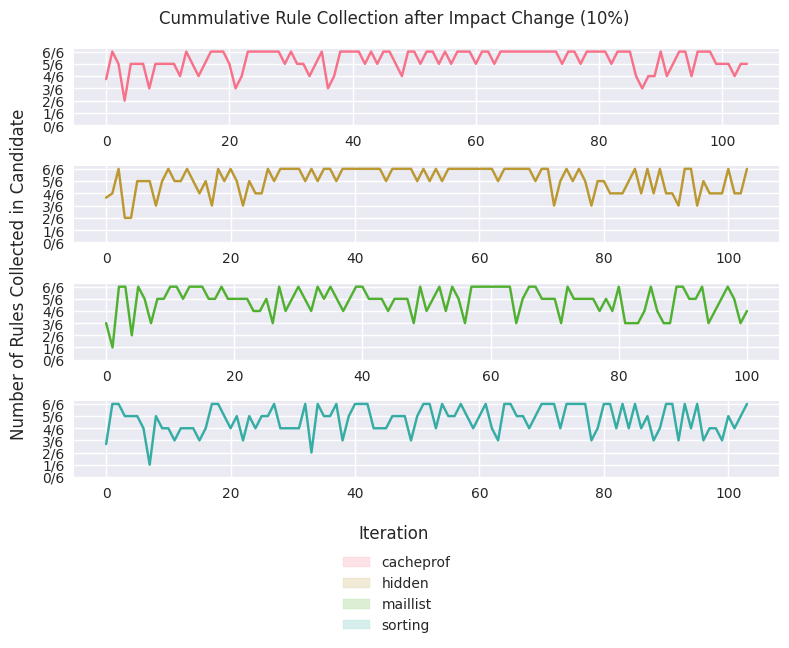 Cummulative Rule Collection after Impact Change (10%)
Number of Rules Collected in Candidate
6/6
5/6
4/6
3/6
2/6
1/6
0/6
0 20 40 60 80 100
6/6
5/6
4/6
3/6
2/6
1/6
0/6
0 20 40 60 80 100
6/6
5/6
4/6
3/6
2/6
1/6
0/6
0 20 40 60 80 100
6/6
5/6
4/6
3/6
2/6
1/6
0/6
0 20 40 60 80 100
Iteration
cacheprof
hidden
maillist
sorting